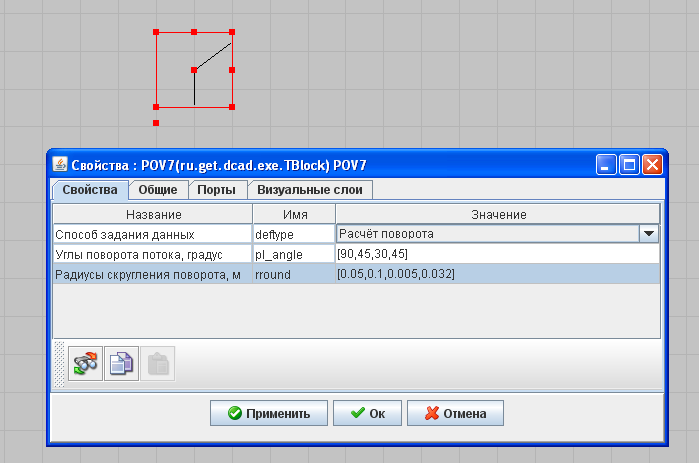 Свойства : POV7(ru.get.dcad.exe.TBlock) POV7
Свойства Общие Порты Визуальные слои
Название Имя Значение
Способ задания данных deftype Расчёт поворота
Углы поворота потока, градус pl_angle [90,45,30,45]
Радиусы скругления поворота, м rround [0.05,0.1,0.005,0.032]
Применить Ок Отмена